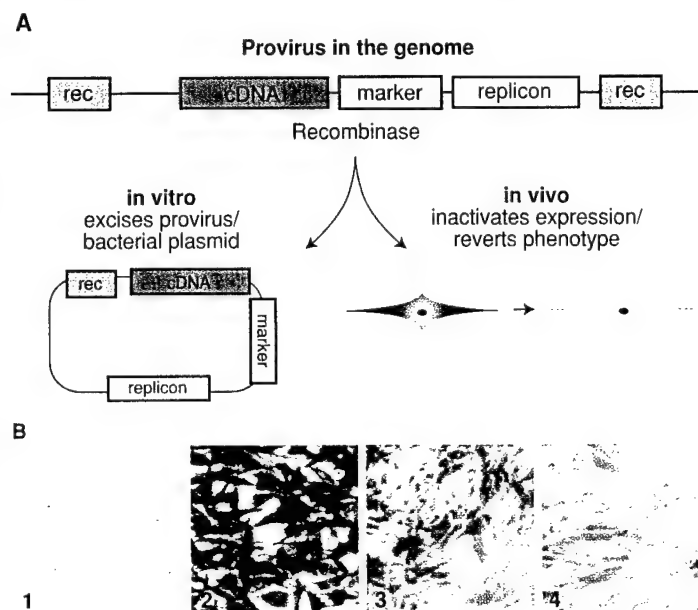 A
Provirus in the genome
rec cDNA marker replicon rec
Recombinase
in vitro
excises provirus/
bacterial plasmid
in vivo
inactivates expression/
reverts phenotype
rec cDNA
marker
replicon
B
1 2 3 4